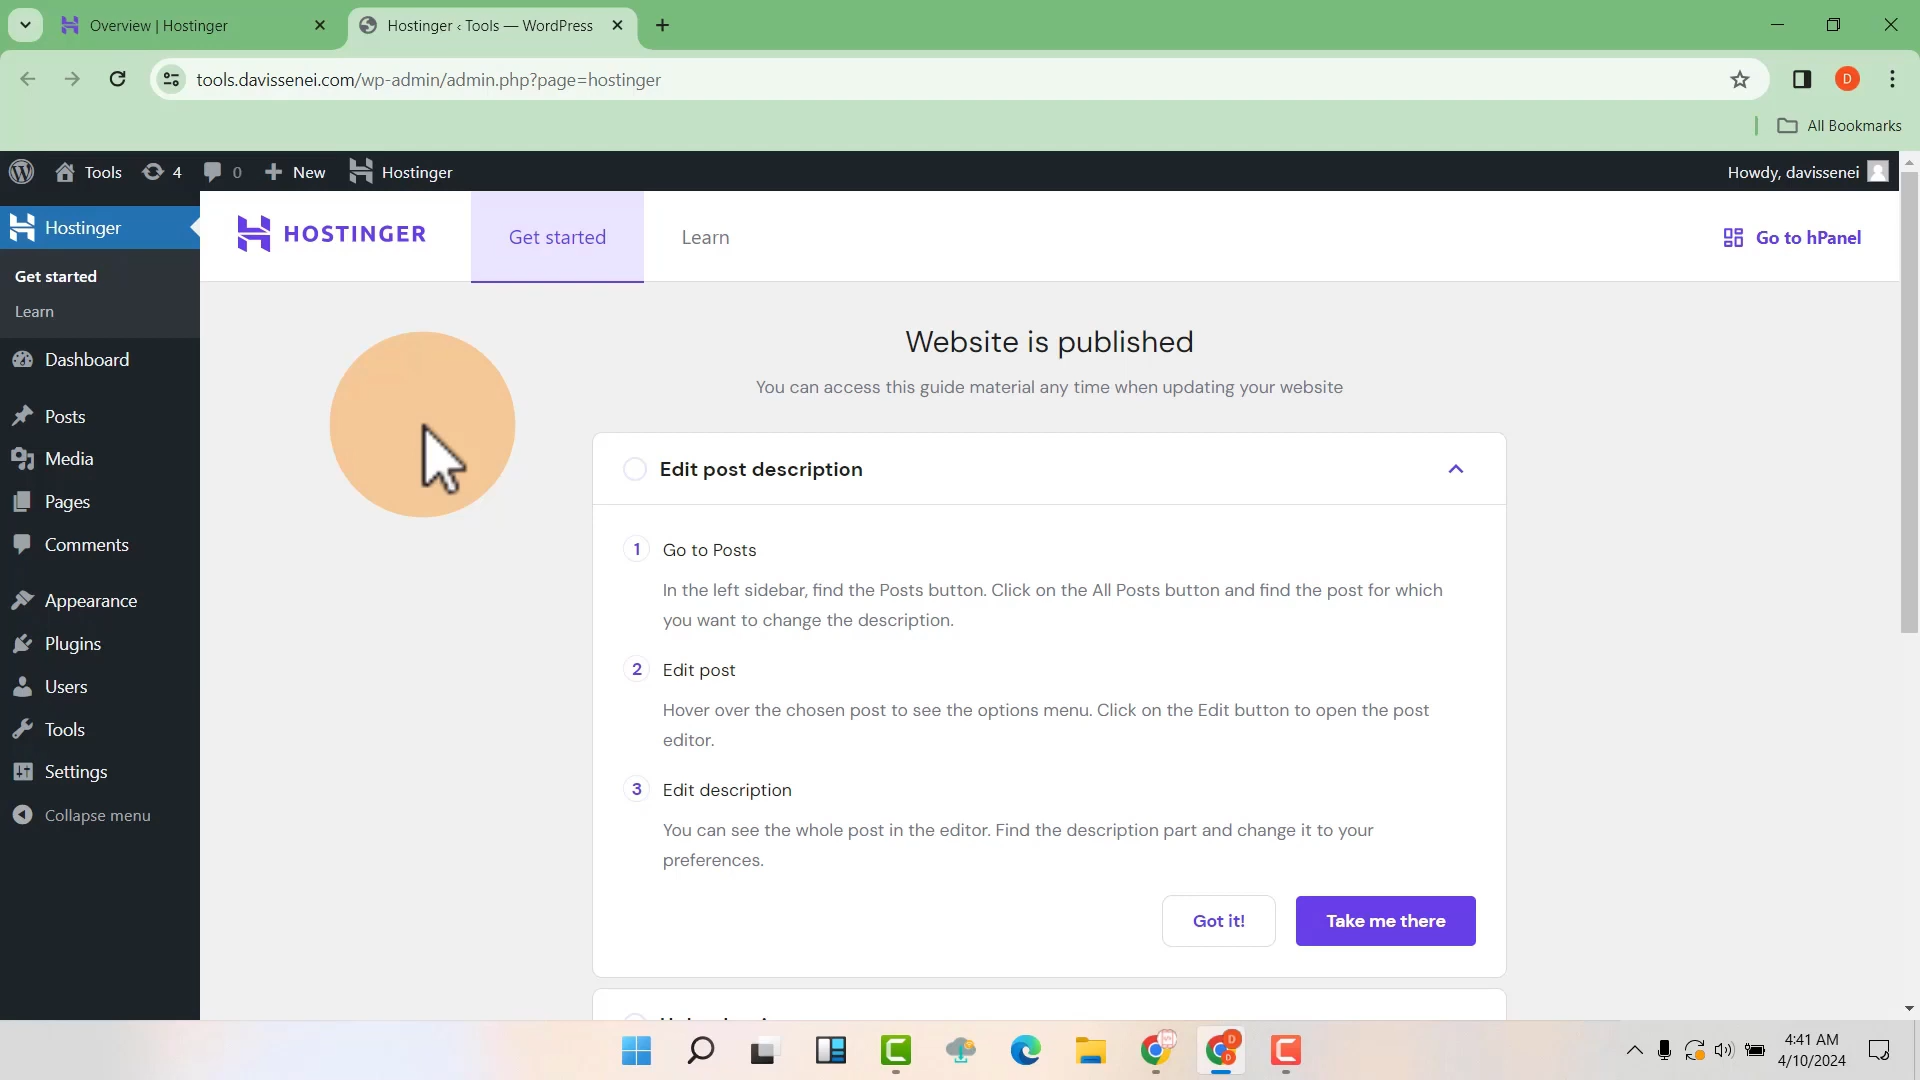 Overview | Hostinger
Hostinger ‹ Tools — WordPress
tools.davissenei.com/wp-admin/admin.php?page=hostinger
D
All Bookmarks
Tools
4
0
New
Hostinger
Howdy, davissenei
Hostinger
HOSTINGER
Get started
Learn
Go to hPanel
Get started
Learn
Dashboard
Posts
Media
Pages
Comments
Appearance
Plugins
Users
Tools
Settings
Collapse menu
Website is published
You can access this guide material any time when updating your website
Edit post description
1 Go to Posts
In the left sidebar, find the Posts button. Click on the All Posts button and find the post for which
you want to change the description.
2 Edit post
Hover over the chosen post to see the options menu. Click on the Edit button to open the post
editor.
3 Edit description
You can see the whole post in the editor. Find the description part and change it to your
preferences.
Got it!
Take me there
4:41 AM
4/10/2024